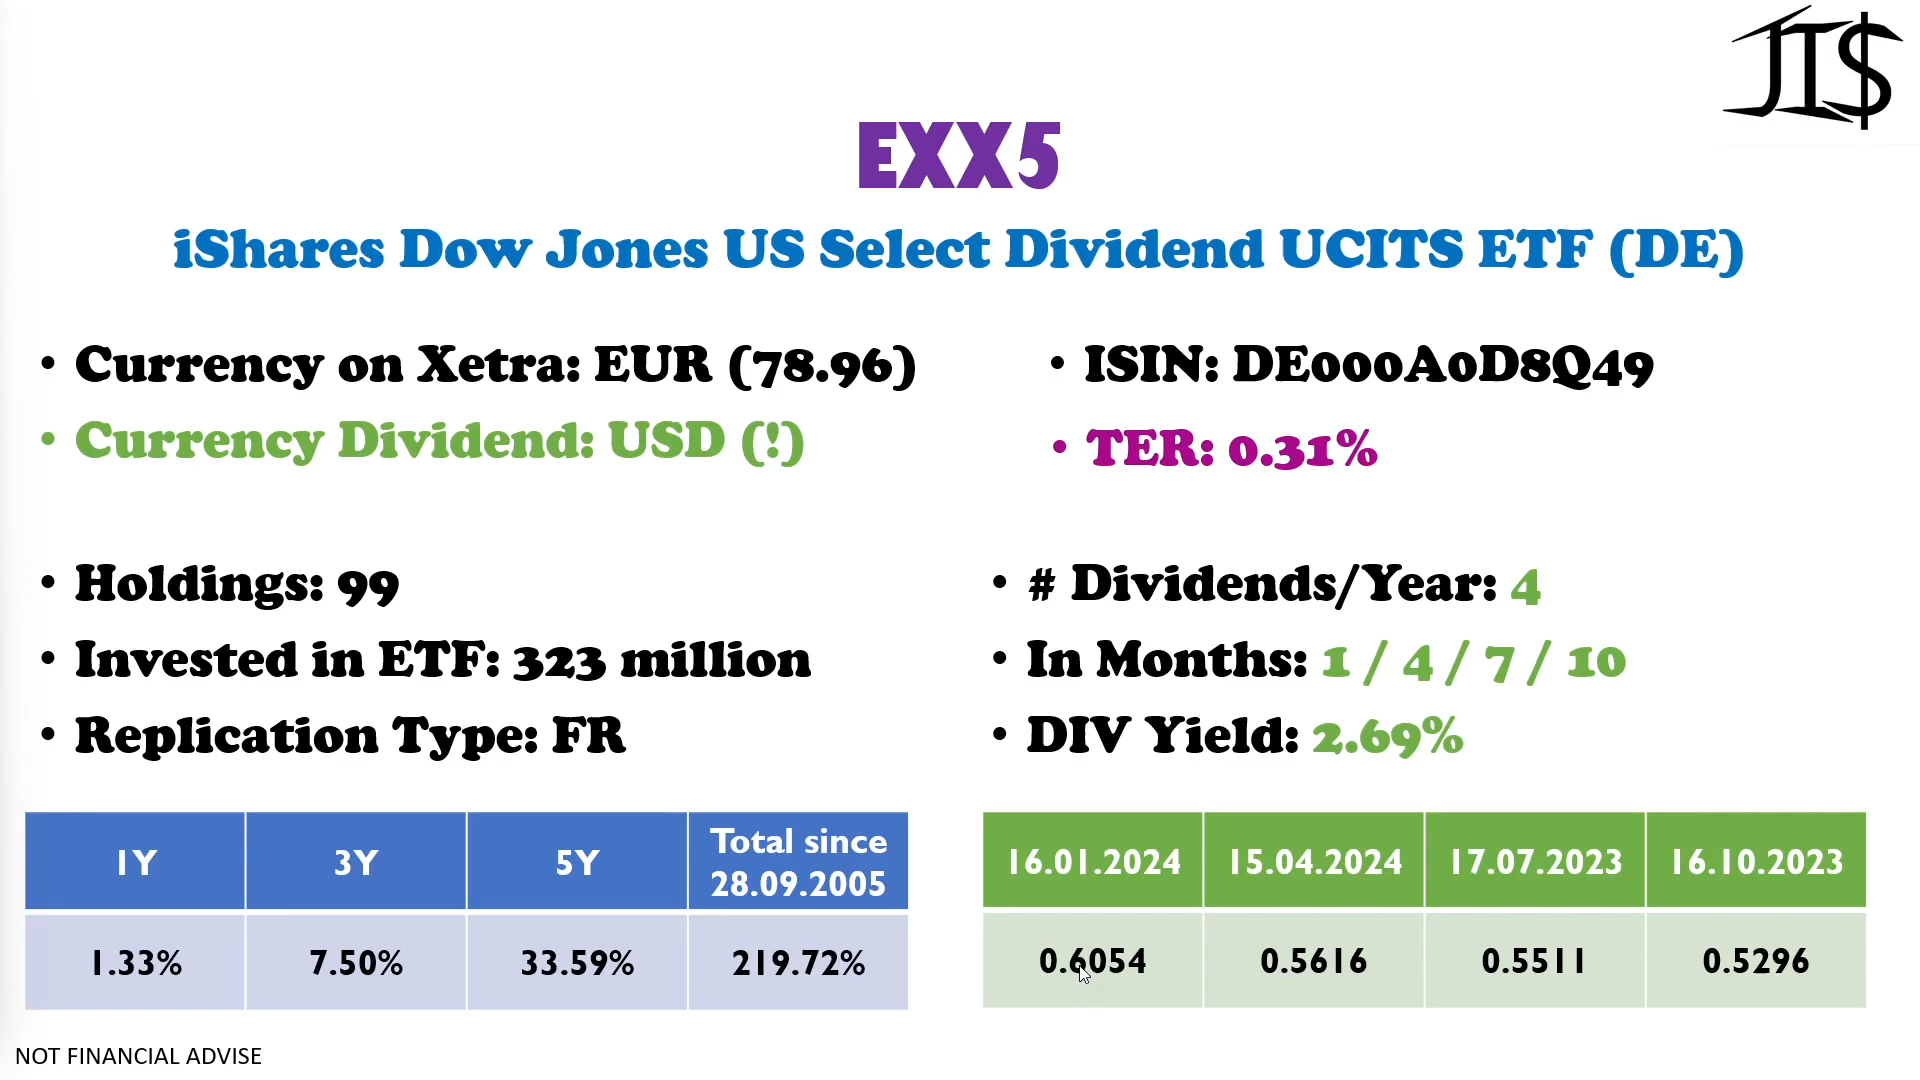 JI$
EXX5
iShares Dow Jones US Select Dividend UCITS ETF (DE)
• Currency on Xetra: EUR (78.96)
• Currency Dividend: USD (!)
• ISIN: DE000A0D8Q49
• TER: 0.31%
• Holdings: 99
• Invested in ETF: 323 million
• Replication Type: FR
• # Dividends/Year: 4
• In Months: 1 / 4 / 7 / 10
• DIV Yield: 2.69%
1Y 3Y 5Y Total since
28.09.2005
1.33% 7.50% 33.59% 219.72%
16.01.2024 15.04.2024 17.07.2023 16.10.2023
0.6054 0.5616 0.5511 0.5296
NOT FINANCIAL ADVISE